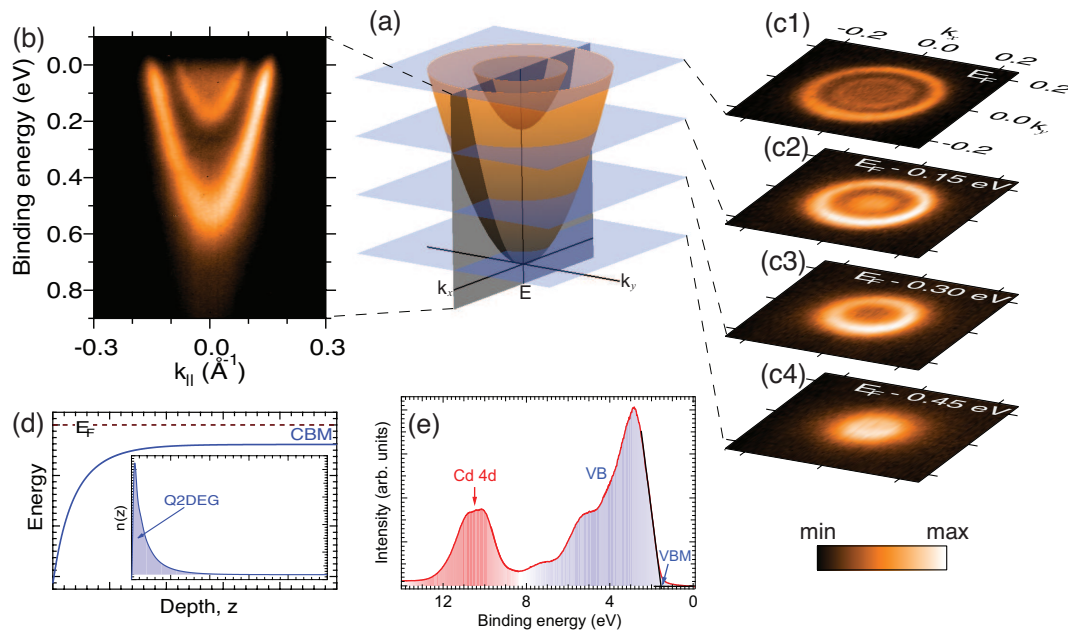 (b)
Binding energy (eV)
0.0
0.2
0.4
0.6
0.8
-0.3
0.0
0.3
k|| (Å-1)
(a)
kx
E
ky
(c1)
kx
-0.2
0.0
0.2
EF
0.2
0.0 ky
-0.2
(c2)
EF - 0.15 eV
(c3)
EF - 0.30 eV
(c4)
EF - 0.45 eV
min
max
(d)
EF
CBM
Energy
n(z)
Q2DEG
Depth, z
(e)
Intensity (arb. units)
Cd 4d
VB
VBM
12
8
4
0
Binding energy (eV)